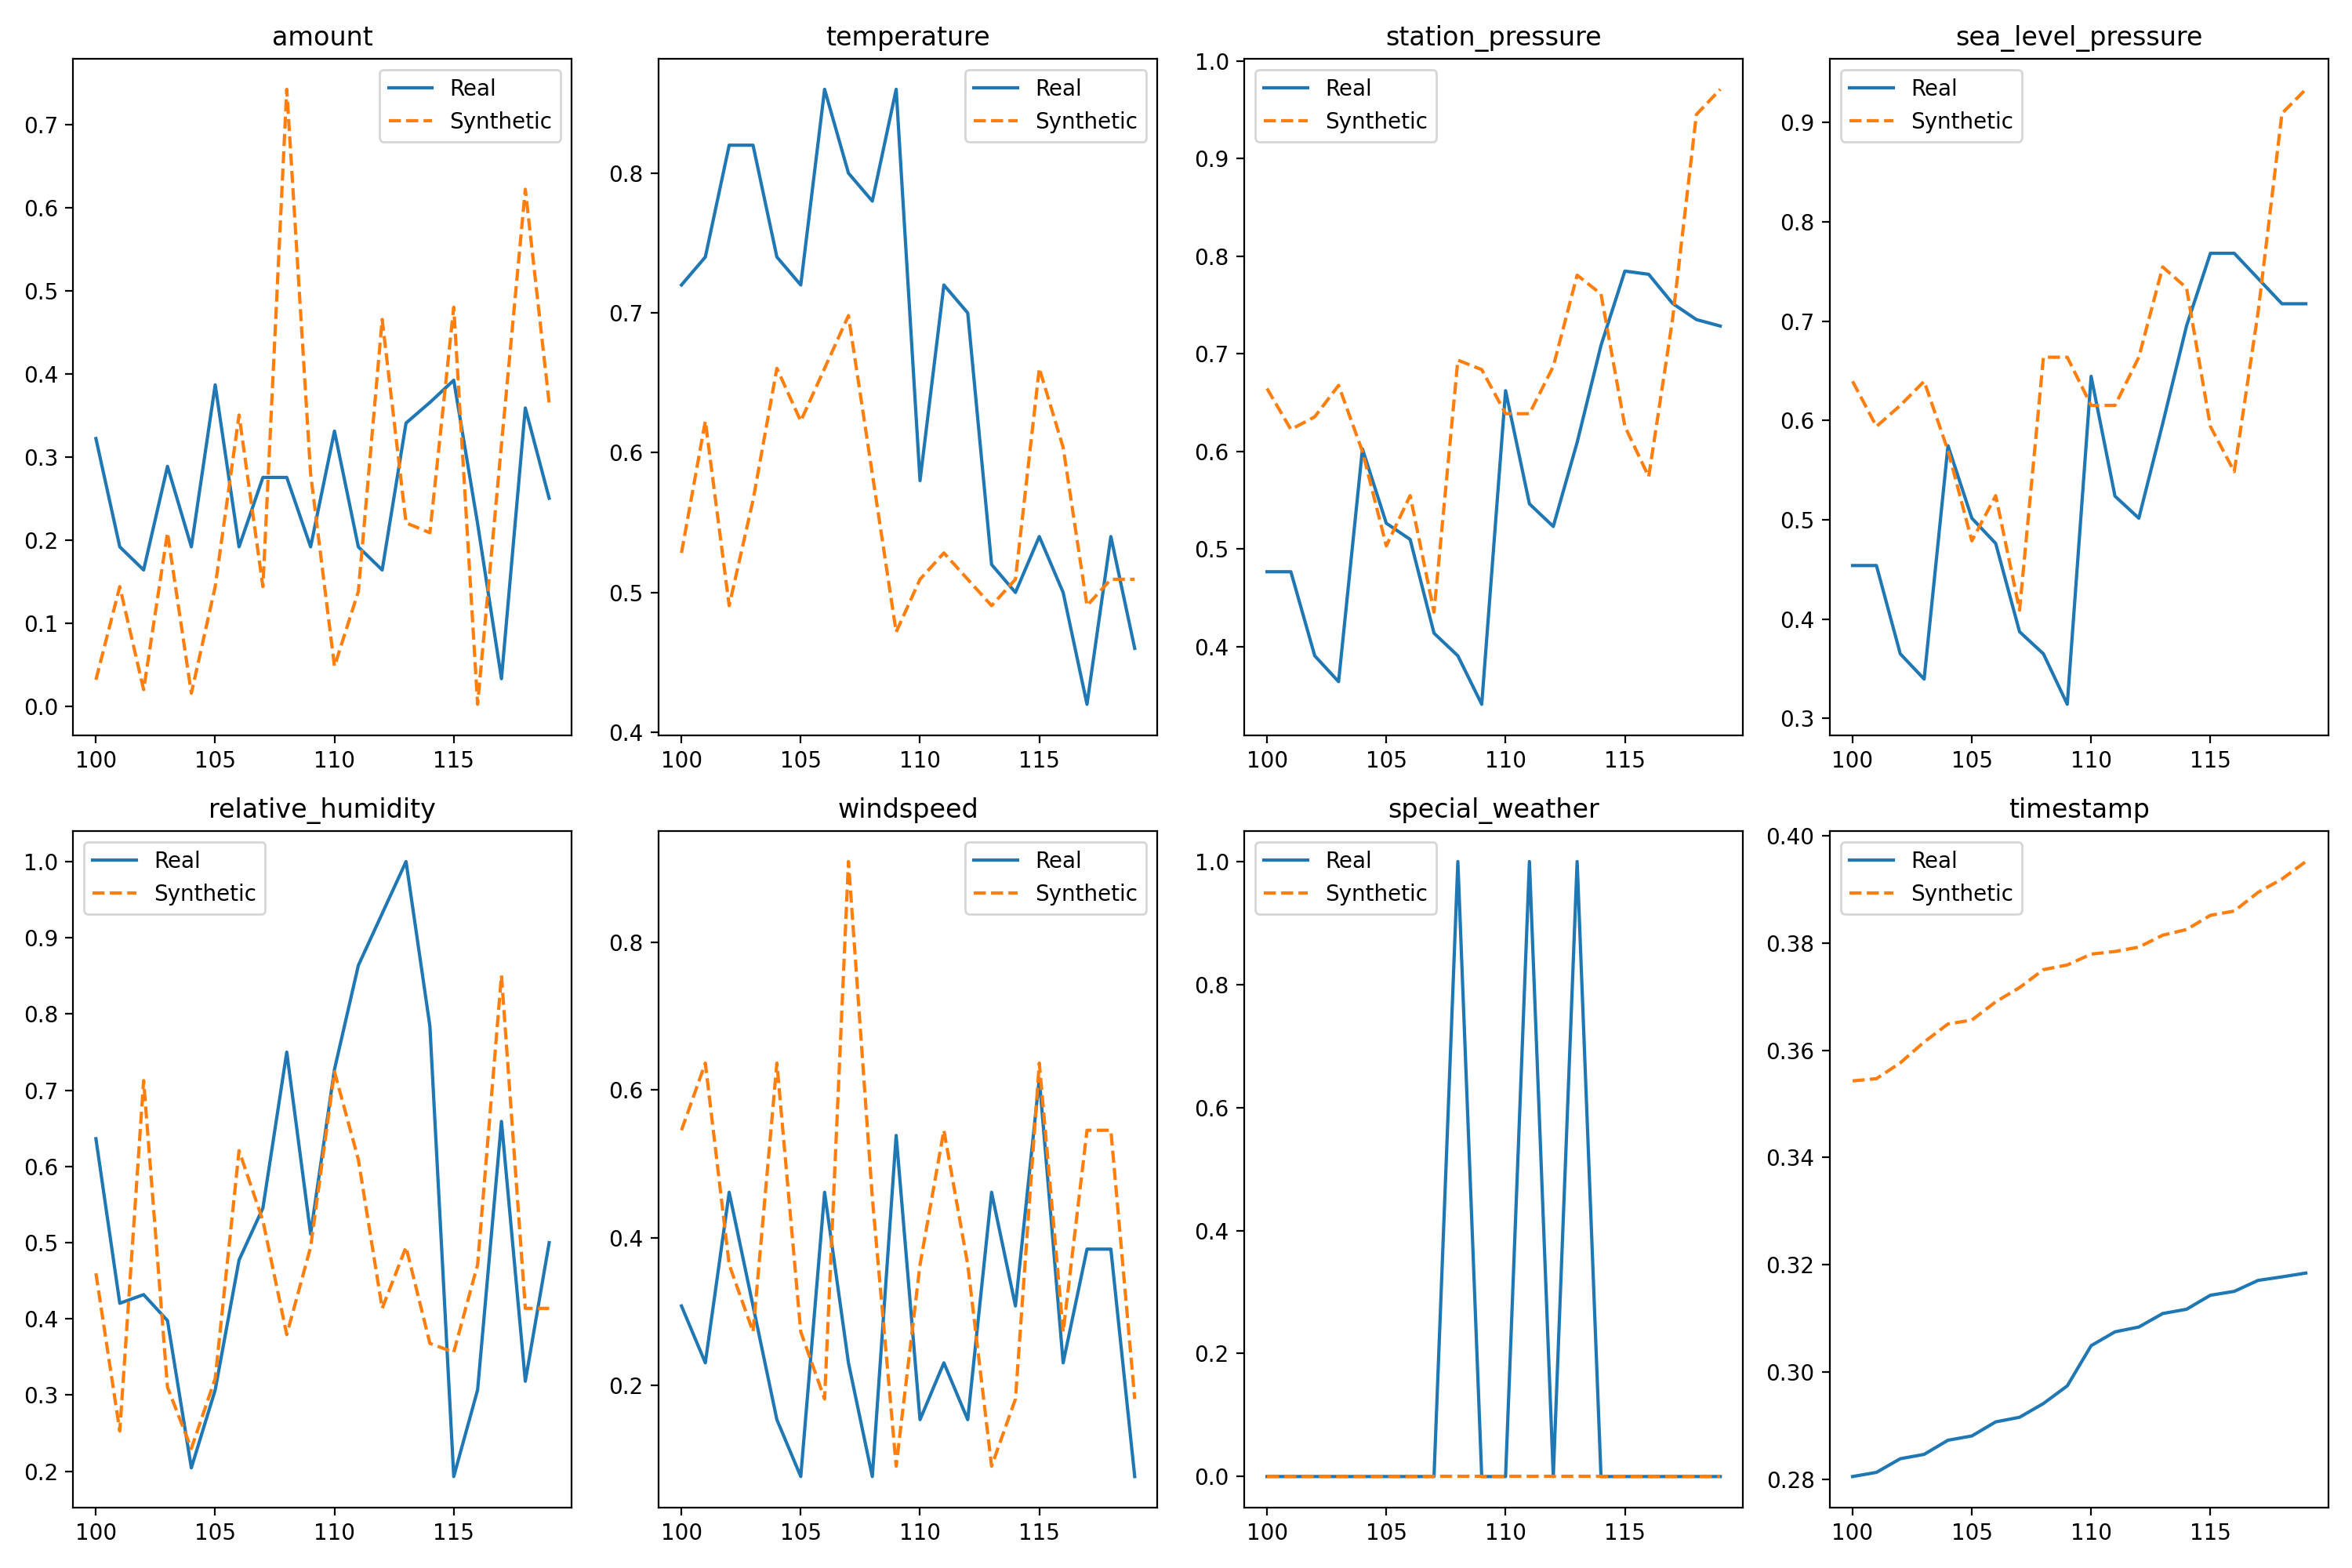 amount
Real
Synthetic
0.7
0.6
0.5
0.4
0.3
0.2
0.1
0.0
100 105 110 115
temperature
Real
Synthetic
0.8
0.7
0.6
0.5
0.4
100 105 110 115
station_pressure
Real
Synthetic
1.0
0.9
0.8
0.7
0.6
0.5
0.4
100 105 110 115
sea_level_pressure
Real
Synthetic
0.9
0.8
0.7
0.6
0.5
0.4
0.3
100 105 110 115
relative_humidity
Real
Synthetic
1.0
0.9
0.8
0.7
0.6
0.5
0.4
0.3
0.2
100 105 110 115
windspeed
Real
Synthetic
0.8
0.6
0.4
0.2
100 105 110 115
special_weather
Real
Synthetic
1.0
0.8
0.6
0.4
0.2
0.0
100 105 110 115
timestamp
Real
Synthetic
0.40
0.38
0.36
0.34
0.32
0.30
0.28
100 105 110 115